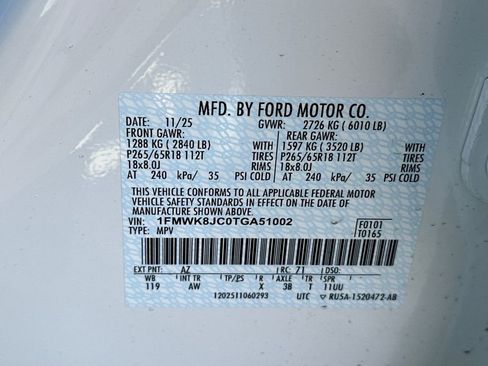 MFD. BY FORD MOTOR CO.
DATE: 11/25 GVWR: 2726 KG ( 6010 LB)
FRONT GAWR: REAR GAWR:
1288 KG ( 2840 LB) 1597 KG ( 3520 LB)
P265/65R18 112T TIRES P265/65R18 112T TIRES
18x8.0J RIMS 18x8.0J RIMS
AT 240 kPa/ 35 PSI COLD AT 240 kPa/ 35 PSI COLD
THIS VEHICLE CONFORMS TO ALL APPLICABLE FEDERAL MOTOR
VEHICLE SAFETY STANDARDS IN EFFECT ON THE DATE OF
MANUFACTURE SHOWN ABOVE.
VIN: 1FMWK8JC0TGA51002 F0101
TYPE: MPV T0165
EXT PNT: AZ RC: 71 DSO:
WB INT TR TP/PS R AXLE TR SPR
119 AW X 3B T 11UU
1202511060293 UTC ▽ RU5A-1520472-AB